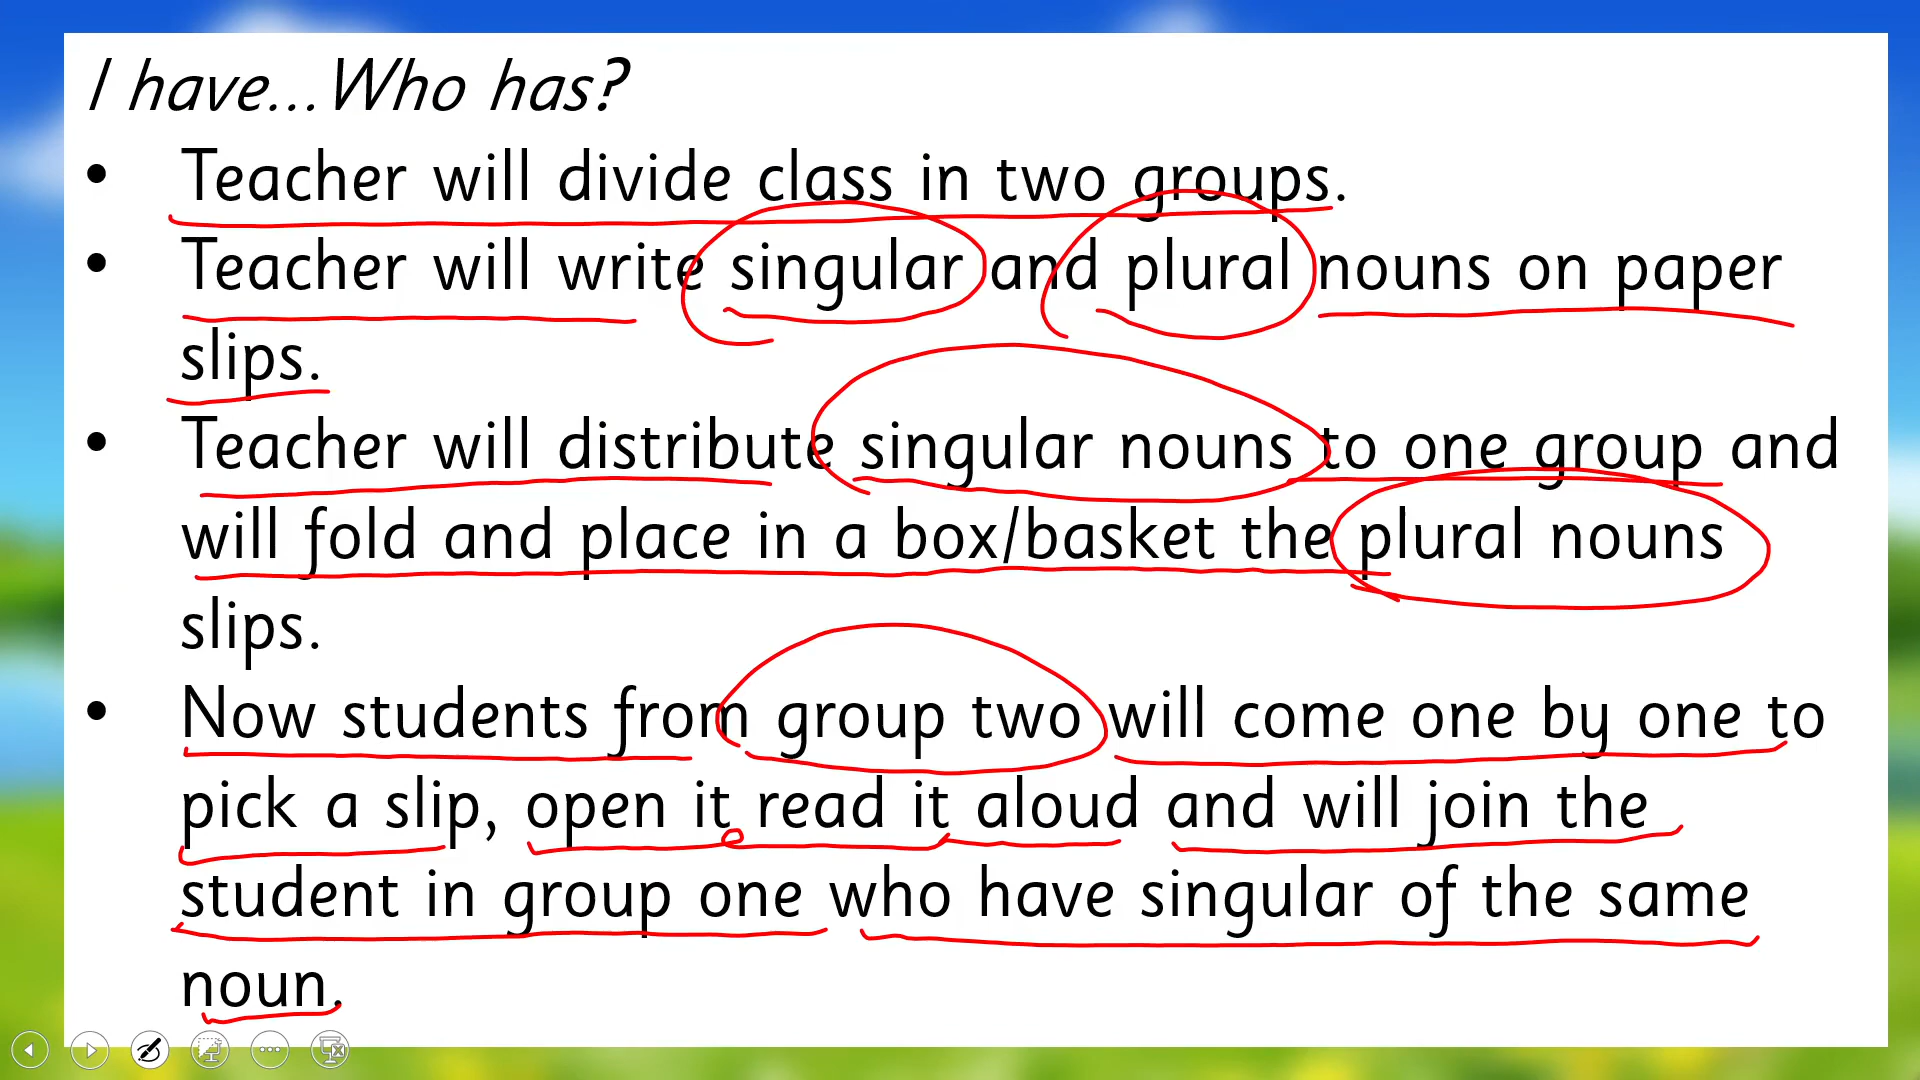 I have...Who has?
• Teacher will divide class in two groups.
• Teacher will write singular and plural nouns on paper
slips.
• Teacher will distribute singular nouns to one group and
will fold and place in a box/basket the plural nouns
slips.
• Now students from group two will come one by one to
pick a slip, open it read it aloud and will join the
student in group one who have singular of the same
noun.